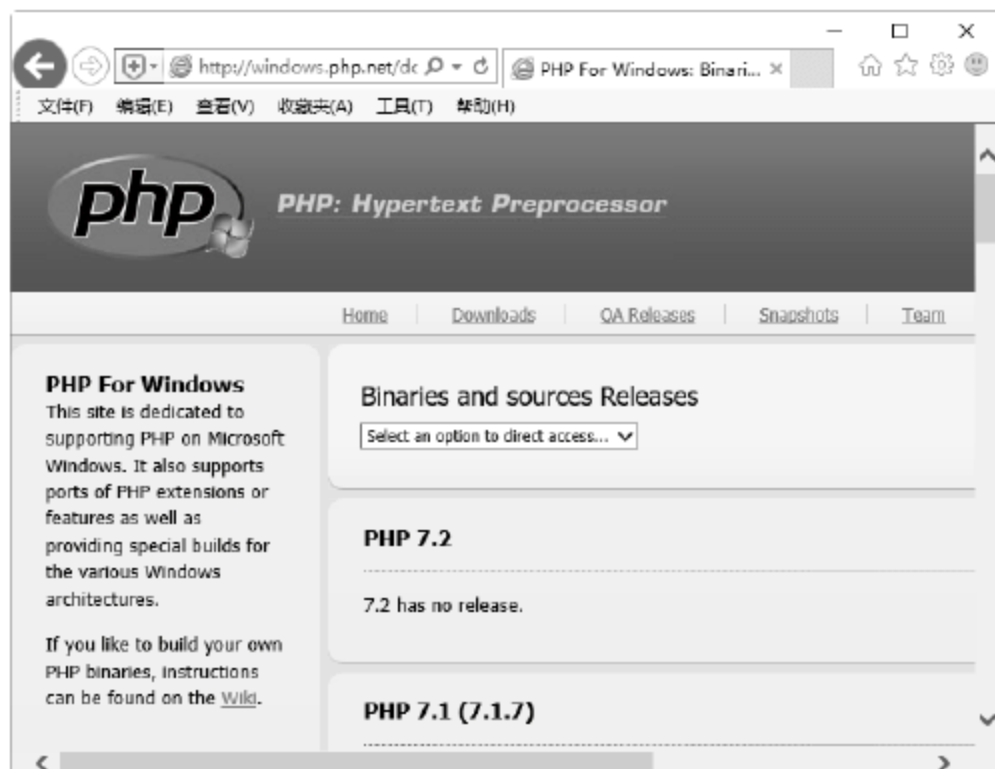 http://windows.php.net/dc
PHP For Windows: Binari...
文件(F) 编辑(E) 查看(V) 收藏夹(A) 工具(T) 帮助(H)
php
PHP: Hypertext Preprocessor
Home Downloads QA Releases Snapshots Team
PHP For Windows
This site is dedicated to
supporting PHP on Microsoft
Windows. It also supports
ports of PHP extensions or
features as well as
providing special builds for
the various Windows
architectures.
If you like to build your own
PHP binaries, instructions
can be found on the Wiki.
Binaries and sources Releases
Select an option to direct access...
PHP 7.2
7.2 has no release.
PHP 7.1 (7.1.7)